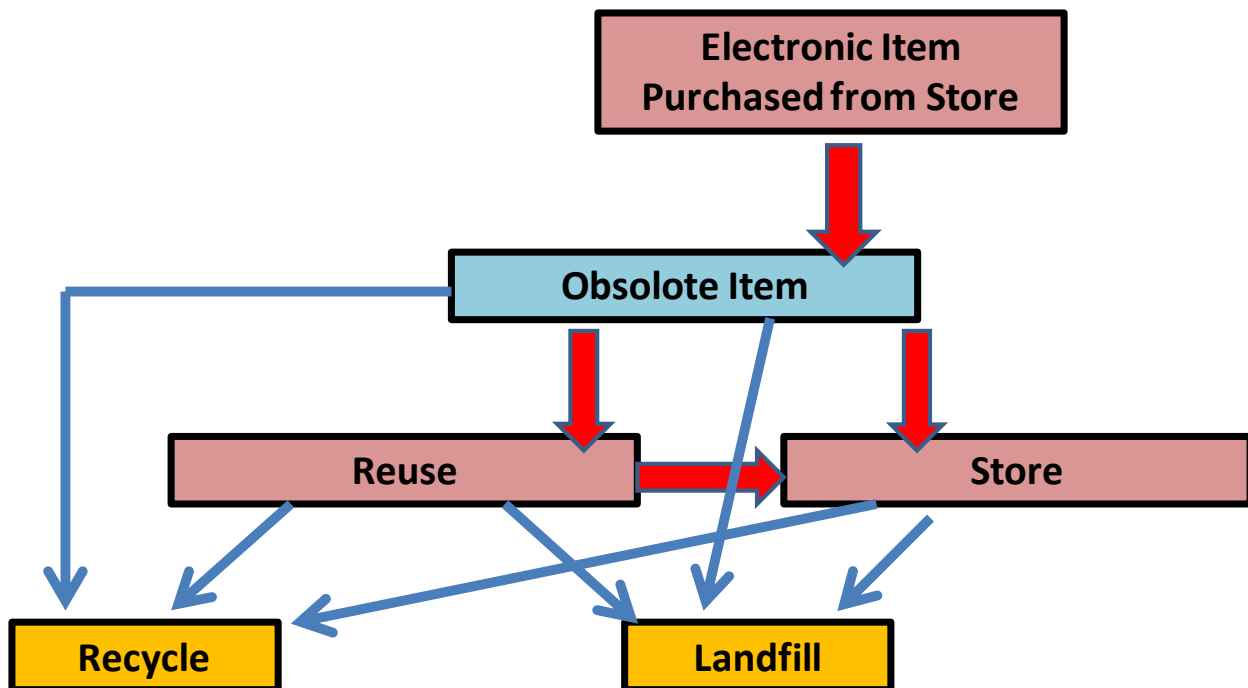 Electronic Item
Purchased from Store
Obsolote Item
Reuse
Store
Recycle
Landfill